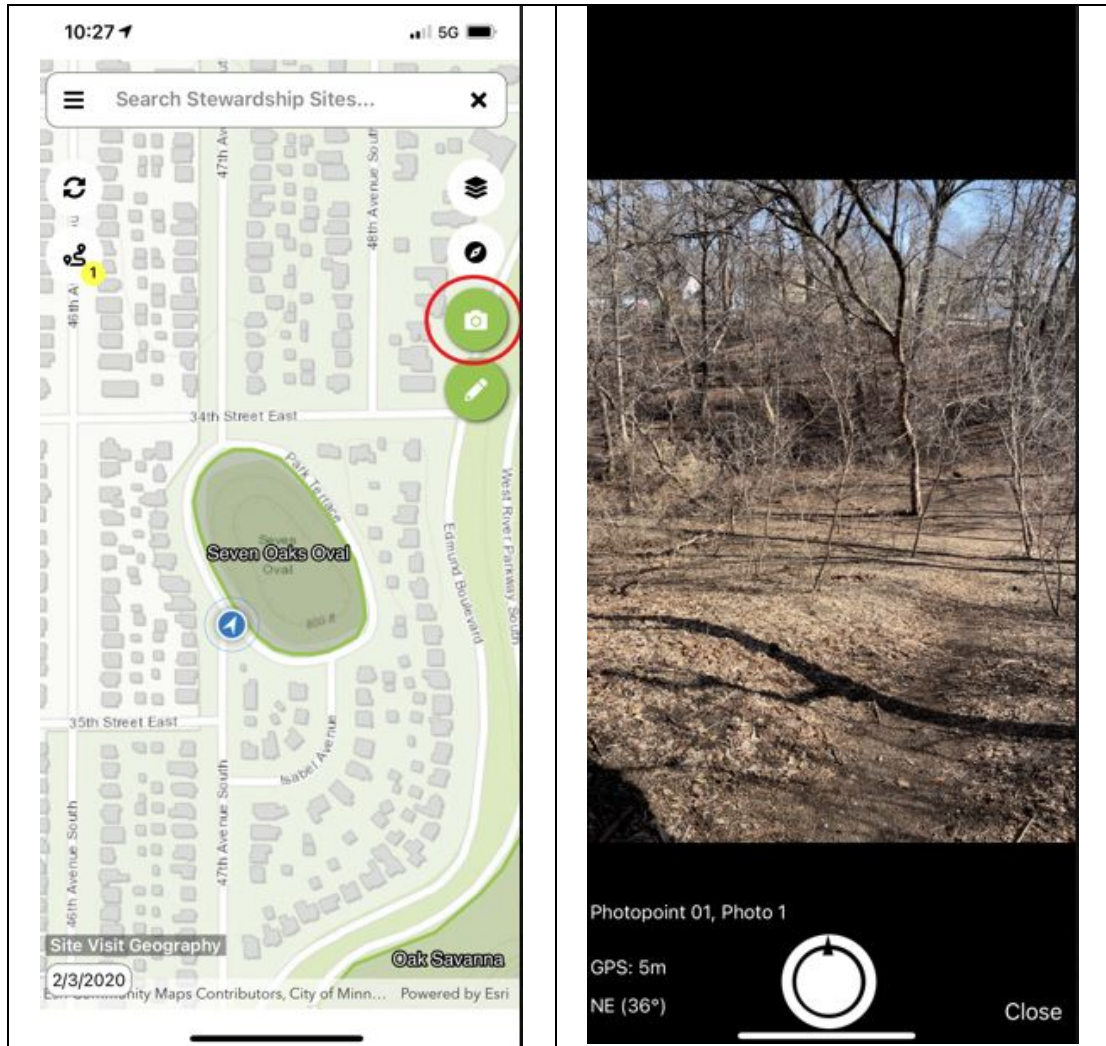 10:27
5G
Search Stewardship Sites...
47th Av
48th Avenue South
46th A
1
34th Street East
Park Terrace
West River Parkway South
Edmund Boulevard
Seven
Seven Oaks Oval
Oval
800 ft
35th Street East
Isabel Avenue
47th Avenue South
46th Avenue South
Site Visit Geography
Oak Savanna
2/3/2020
Community Maps Contributors, City of Minn...
Powered by Esri
Photopoint 01, Photo 1
GPS: 5m
NE (36°)
Close